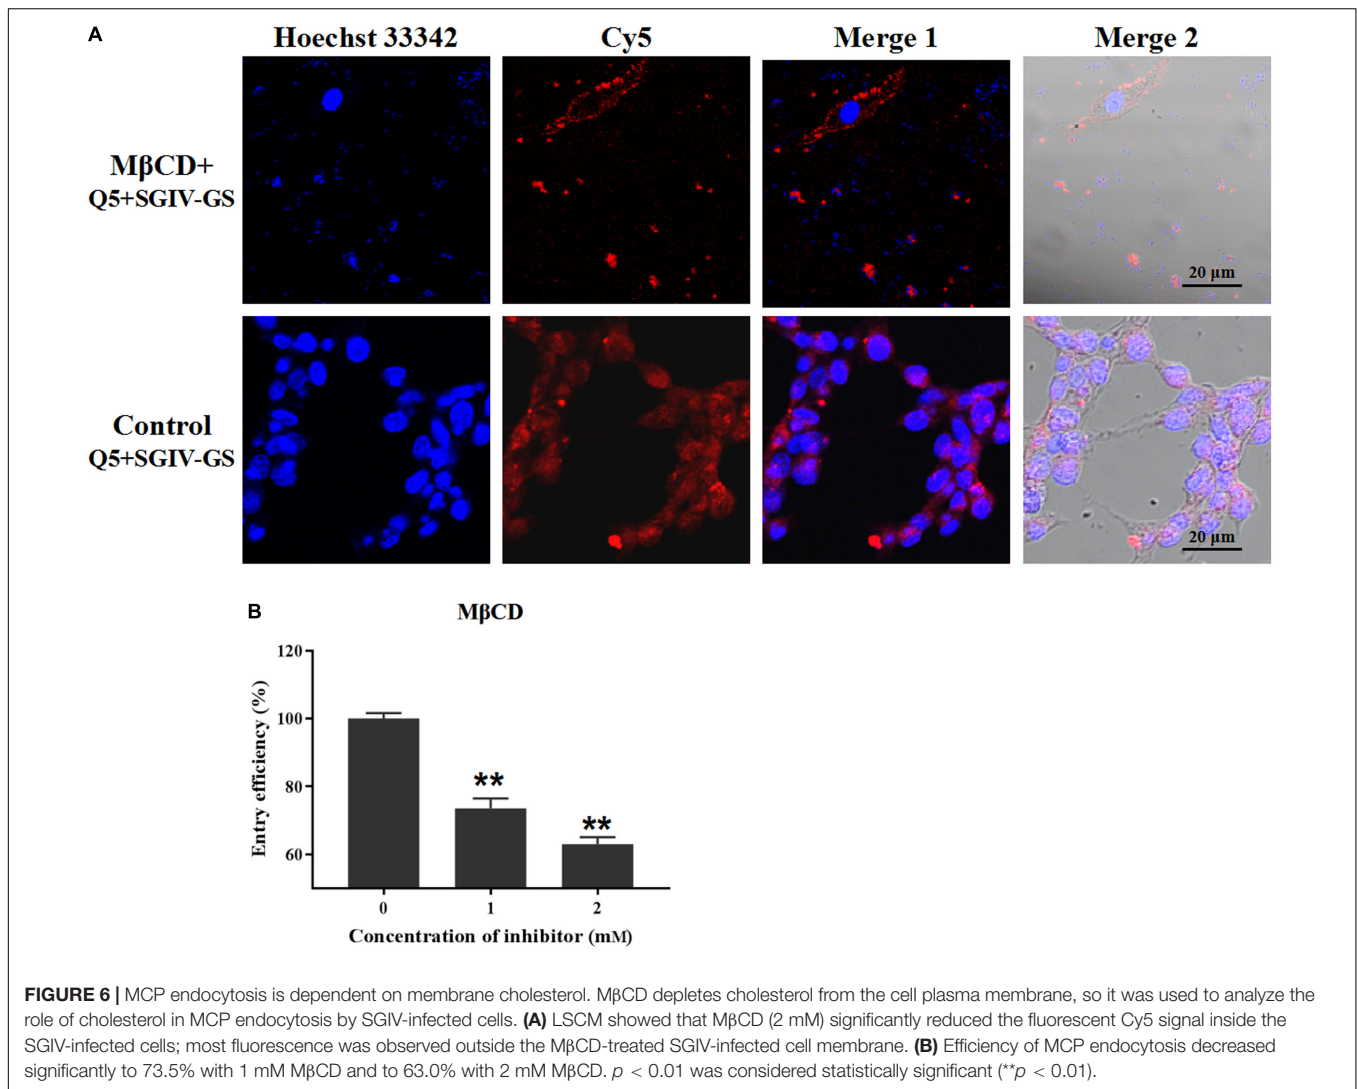 A
Hoechst 33342 Cy5 Merge 1 Merge 2
MβCD+
Q5+SGIV-GS
20 μm
Control
Q5+SGIV-GS
20 μm
B
MβCD
120
100
80
60
Entry efficiency (%)
**
**
0 1 2
Concentration of inhibitor (mM)
FIGURE 6 | MCP endocytosis is dependent on membrane cholesterol. MβCD depletes cholesterol from the cell plasma membrane, so it was used to analyze the
role of cholesterol in MCP endocytosis by SGIV-infected cells. (A) LSCM showed that MβCD (2 mM) significantly reduced the fluorescent Cy5 signal inside the
SGIV-infected cells; most fluorescence was observed outside the MβCD-treated SGIV-infected cell membrane. (B) Efficiency of MCP endocytosis decreased
significantly to 73.5% with 1 mM MβCD and to 63.0% with 2 mM MβCD. p < 0.01 was considered statistically significant (**p < 0.01).